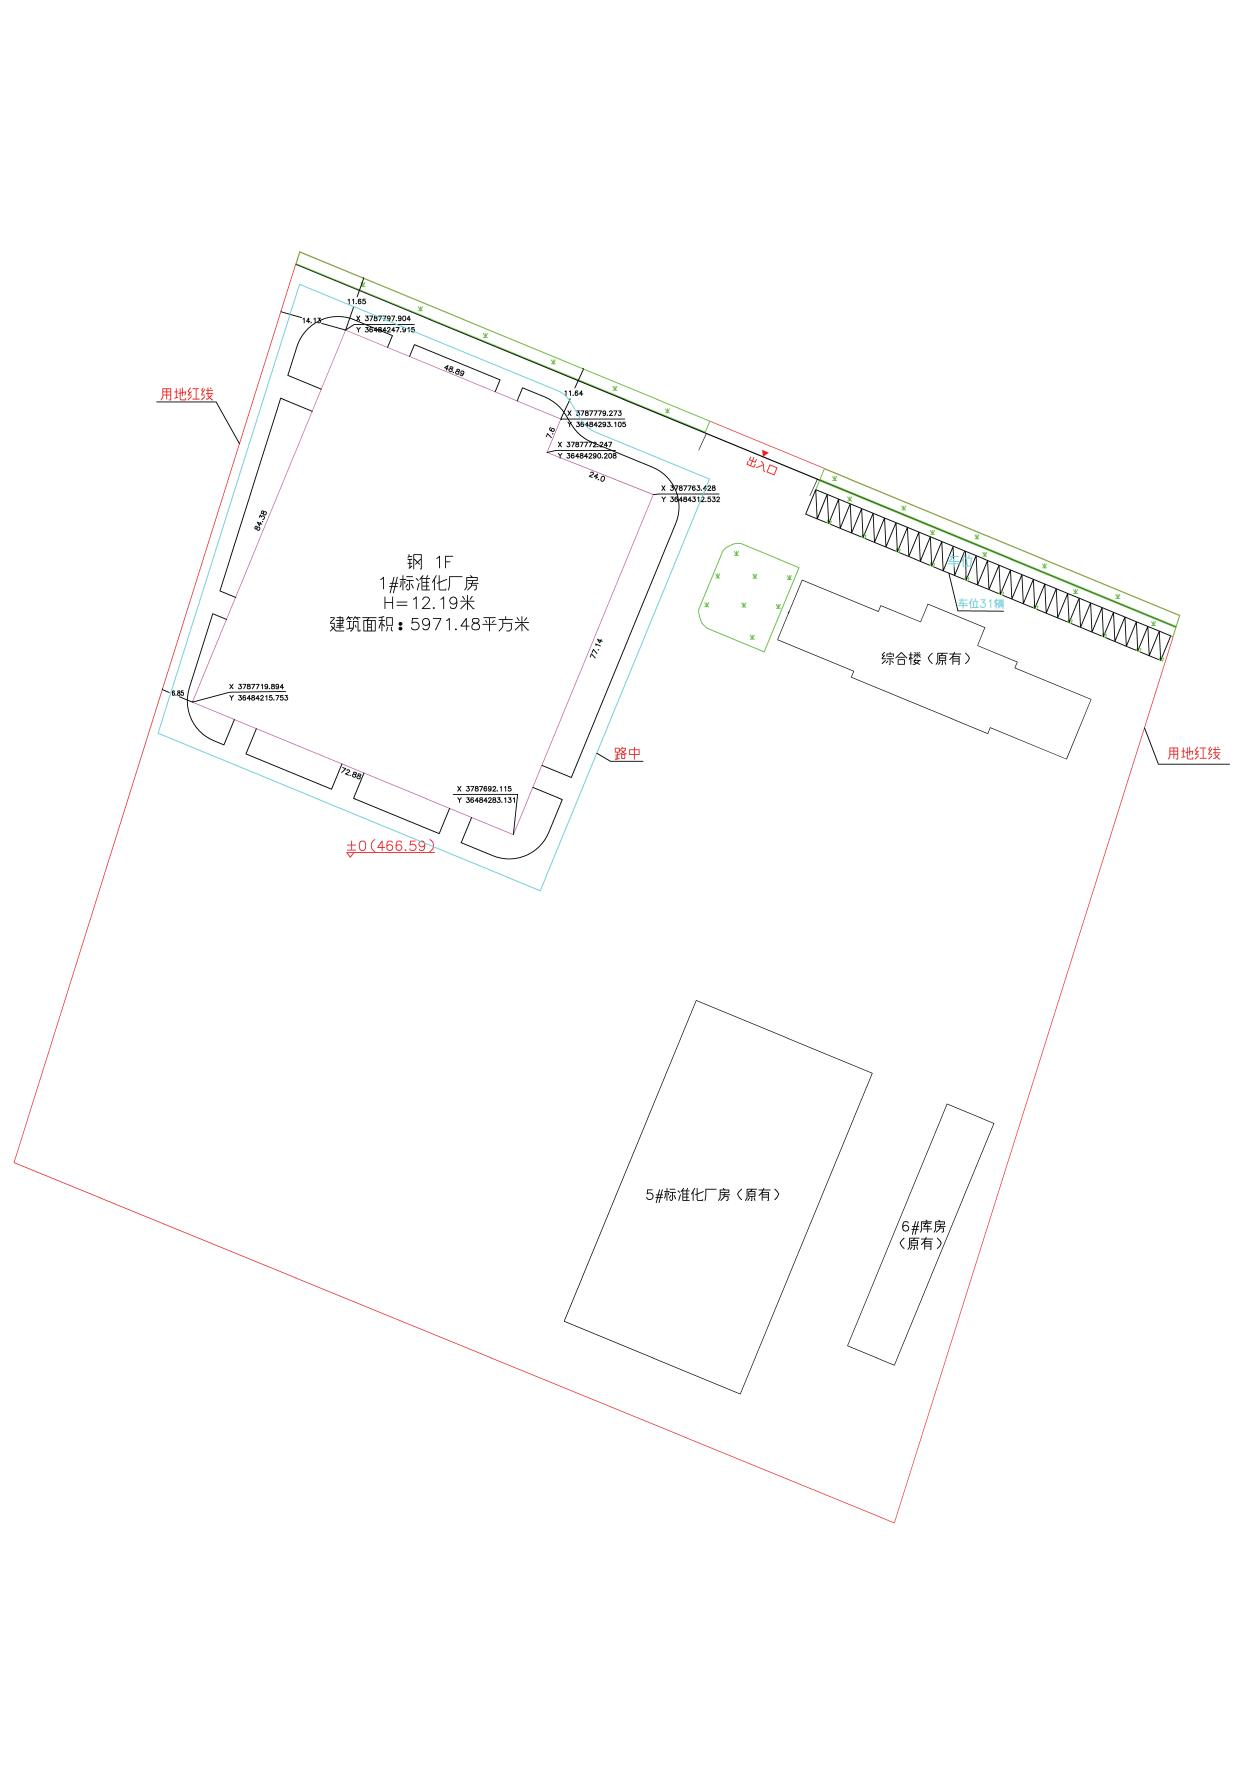 11.65
14.13
X 3787797.904
Y 36484247.915
48.89
11.64
用地红线
X 3787779.273
Y 36484293.105
7.6
X 3787772.247
Y 36484290.208
出入口
24.0
X 3787763.428
Y 36484312.532
84.38
钢 1F
1#标准化厂房
H=12.19米
建筑面积：5971.48平方米
车位
车位31辆
77.14
综合楼（原有）
6.85
X 3787719.894
Y 36484215.753
路中
用地红线
72.88
X 3787692.115
Y 36484283.131
±0(466.59)
5#标准化厂房（原有）
6#库房
（原有）